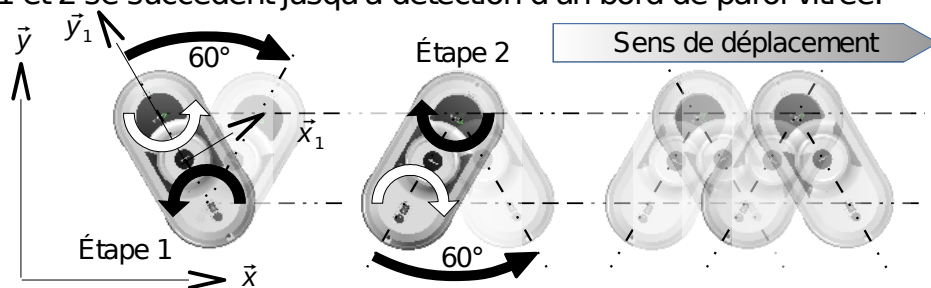 1 et 2 se succèdent jusqu'à détection d'un bord de paroi vitrée.
y⃗
y⃗₁
60°
Étape 2
Sens de déplacement
x⃗₁
Étape 1
x⃗
60°